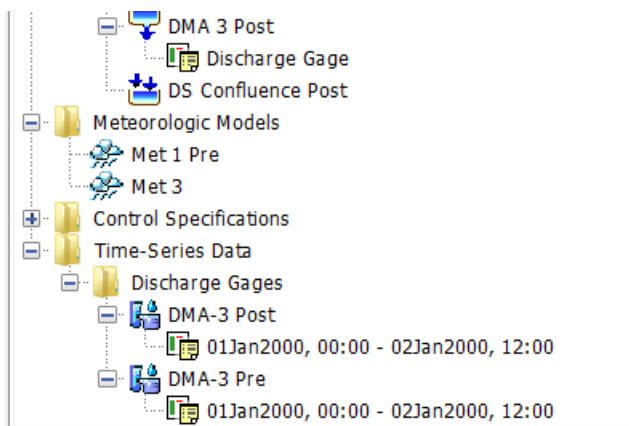 DMA 3 Post
Discharge Gage
DS Confluence Post
Meteorologic Models
Met 1 Pre
Met 3
Control Specifications
Time-Series Data
Discharge Gages
DMA-3 Post
01Jan2000, 00:00 - 02Jan2000, 12:00
DMA-3 Pre
01Jan2000, 00:00 - 02Jan2000, 12:00